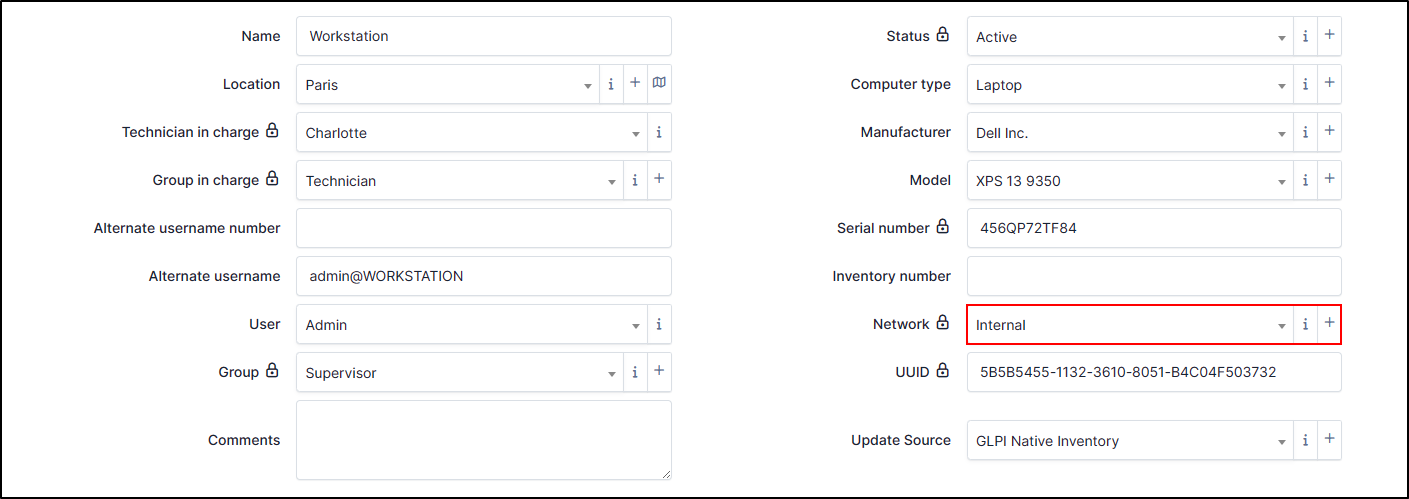 Name Workstation
Status Active
Location Paris
Computer type Laptop
Technician in charge Charlotte
Manufacturer Dell Inc.
Group in charge Technician
Model XPS 13 9350
Alternate username number
Serial number 456QP72TF84
Alternate username admin@WORKSTATION
Inventory number
User Admin
Network Internal
Group Supervisor
UUID 5B5B5455-1132-3610-8051-B4C04F503732
Comments
Update Source GLPI Native Inventory